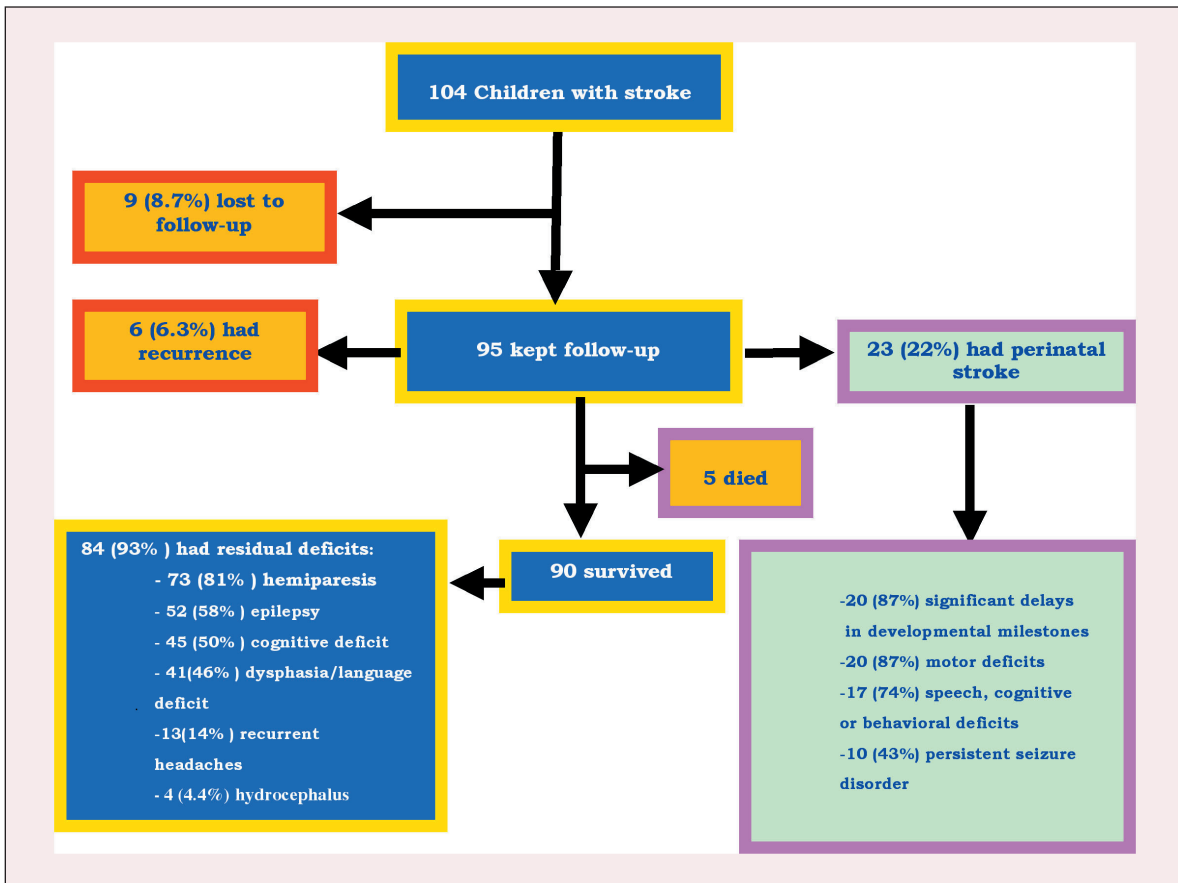 104 Children with stroke
9 (8.7%) lost to
follow-up
6 (6.3%) had
recurrence
95 kept follow-up
23 (22% ) had perinatal
stroke
5 died
90 survived
84 (93% ) had residual deficits:
- 73 (81% ) hemiparesis
- 52 (58% ) epilepsy
- 45 (50% ) cognitive deficit
- 41(46% ) dysphasia/language
deficit
-13(14% ) recurrent
headaches
- 4 (4.4%) hydrocephalus
-20 (87%) significant delays
in developmental milestones
-20 (87%) motor deficits
-17 (74%) speech, cognitive
or behavioral deficits
-10 (43%) persistent seizure
disorder